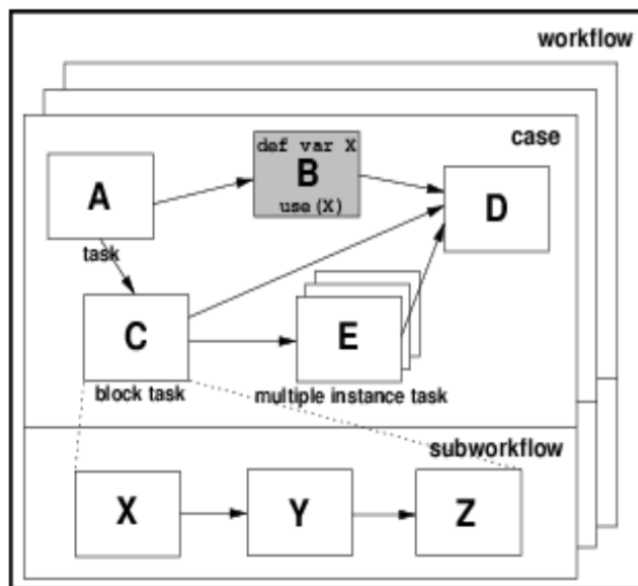 workflow
case
def var X
B
use(X)
A
task
D
C
block task
E
multiple instance task
subworkflow
X
Y
Z